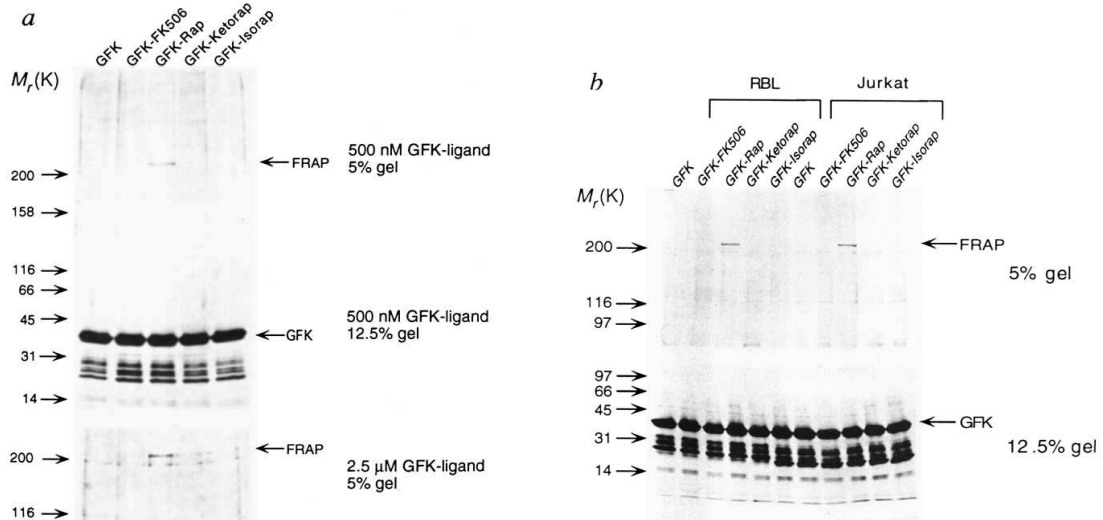 a
GFK
GFK-FK506
GFK-Rap
GFK-Ketorap
GFK-Isorap
Mr(K)
FRAP
500 nM GFK-ligand
5% gel
200
158
116
66
45
500 nM GFK-ligand
12.5% gel
GFK
31
14
FRAP
200
2.5 μM GFK-ligand
5% gel
116
b
RBL
Jurkat
GFK
GFK-FK506
GFK-Rap
GFK-Ketorap
GFK-Isorap
GFK
GFK-FK506
GFK-Rap
GFK-Ketorap
GFK-Isorap
Mr(K)
200
FRAP
5% gel
116
97
97
66
45
GFK
31
12.5% gel
14